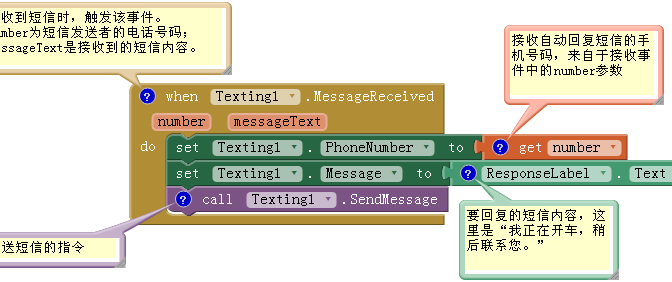 收到短信时，触发该事件。
umber为短信发送者的电话号码；
essageText是接收到的短信内容。
接收自动回复短信的手
机号码，来自于接收事
件中的number参数
when Texting1 .MessageReceived
number messageText
do set Texting1 . PhoneNumber to get number
set Texting1 . Message to ResponseLabel . Text
call Texting1 .SendMessage
要回复的短信内容，这
里是“我正在开车，稍
后联系您。”
送短信的指令